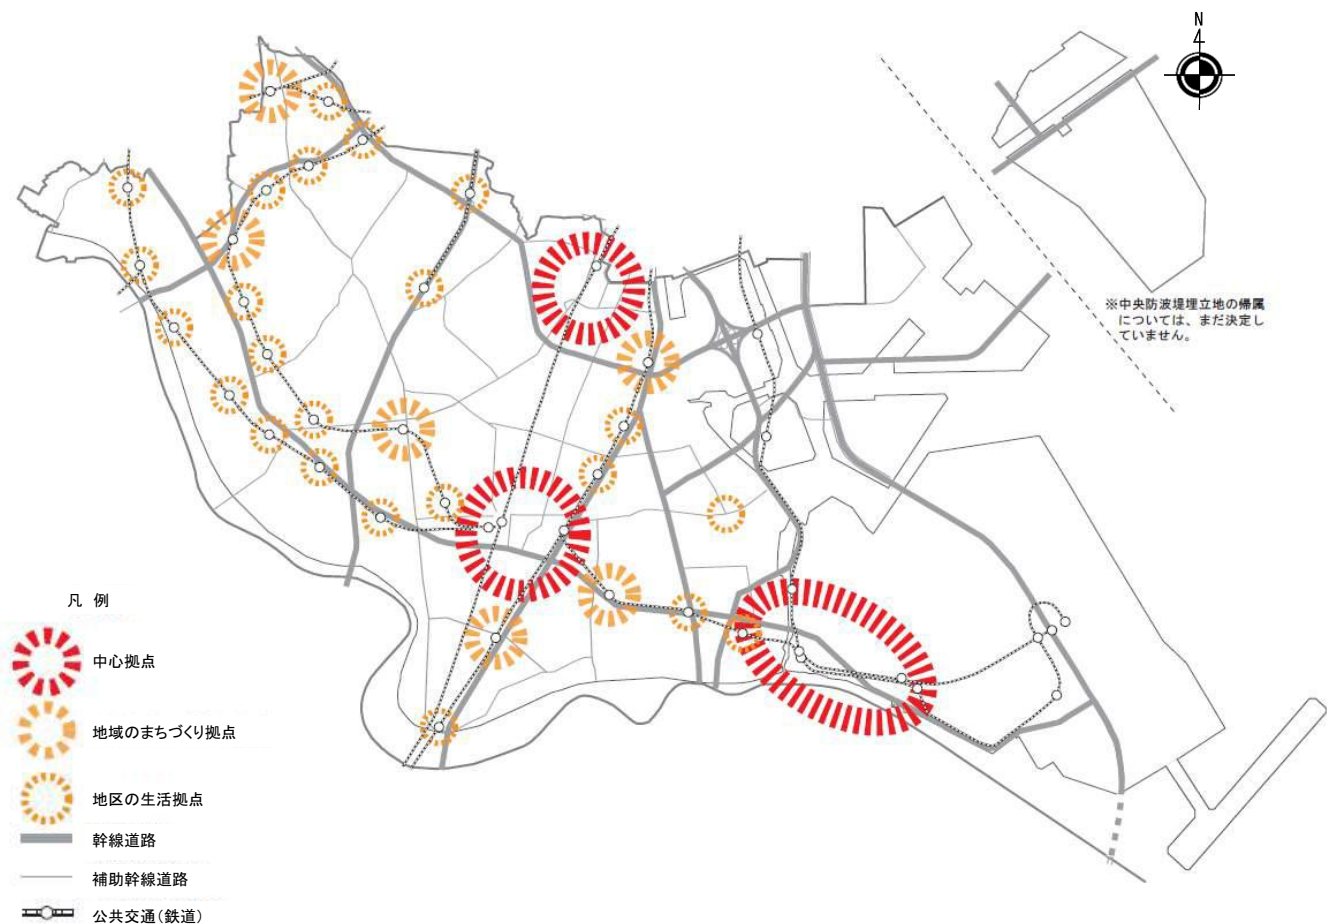 N
※中央防波堤埋立地の帰属
については、まだ決定し
ていません。
凡 例
中心拠点
地域のまちづくり拠点
地区の生活拠点
幹線道路
補助幹線道路
公共交通(鉄道)